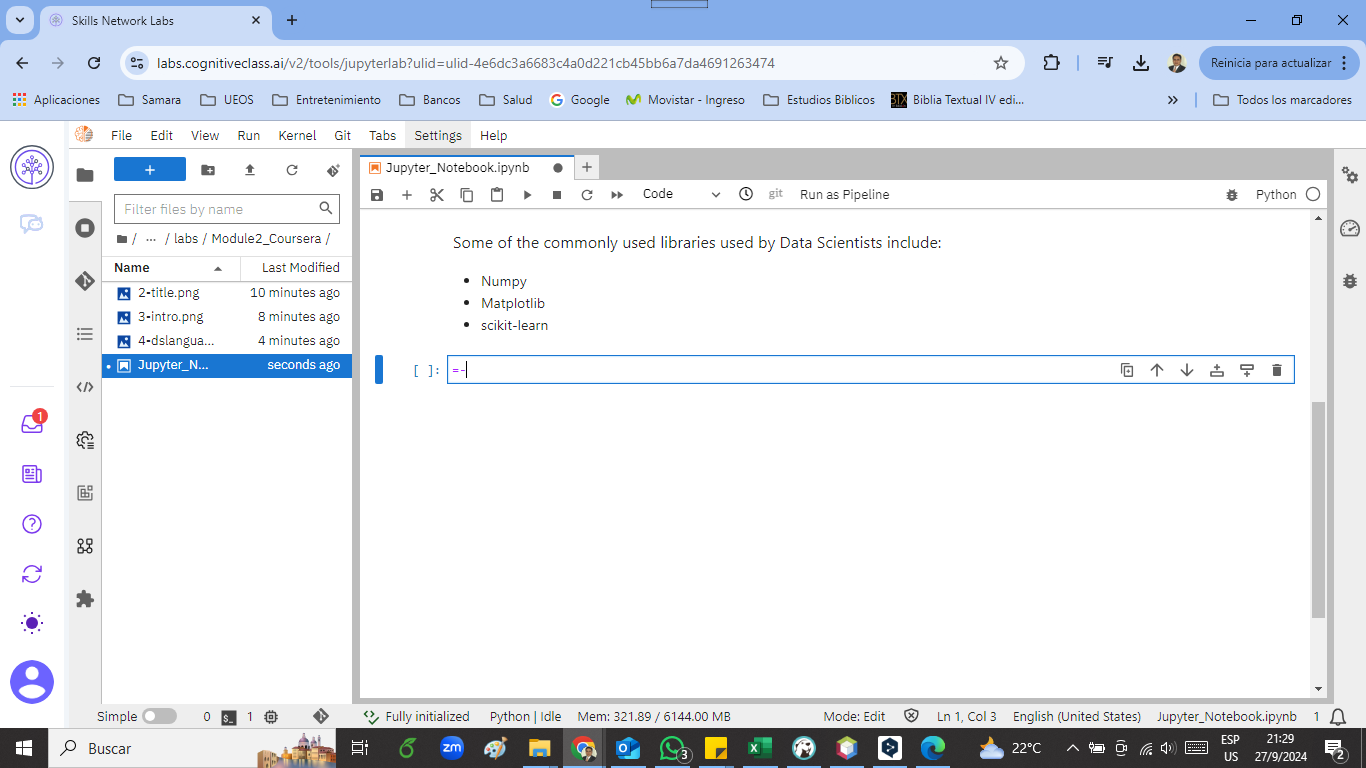 Skills Network Labs
labs.cognitiveclass.ai/v2/tools/jupyterlab?ulid=ulid-4e6dc3a6683c4a0d221cb45bb6a7da4691263474
Reinicia para actualizar
Aplicaciones Samara UEOS Entretenimiento Bancos Salud Google Movistar - Ingreso Estudios Biblicos BTX Biblia Textual IV edi... » Todos los marcadores
File Edit View Run Kernel Git Tabs Settings Help
Jupyter_Notebook.ipynb
Code git Run as Pipeline Python
Filter files by name
/ ... / labs / Module2_Coursera /
Name Last Modified
2-title.png 10 minutes ago
3-intro.png 8 minutes ago
4-dslangua... 4 minutes ago
Jupyter_N... seconds ago
Some of the commonly used libraries used by Data Scientists include:
Numpy
Matplotlib
scikit-learn
[ ]: =-
1
Simple 0 $_ 1 Fully initialized Python | Idle Mem: 321.89 / 6144.00 MB Mode: Edit Ln 1, Col 3 English (United States) Jupyter_Notebook.ipynb 1
Buscar zm 3 22°C ESP US 21:29 27/9/2024 2